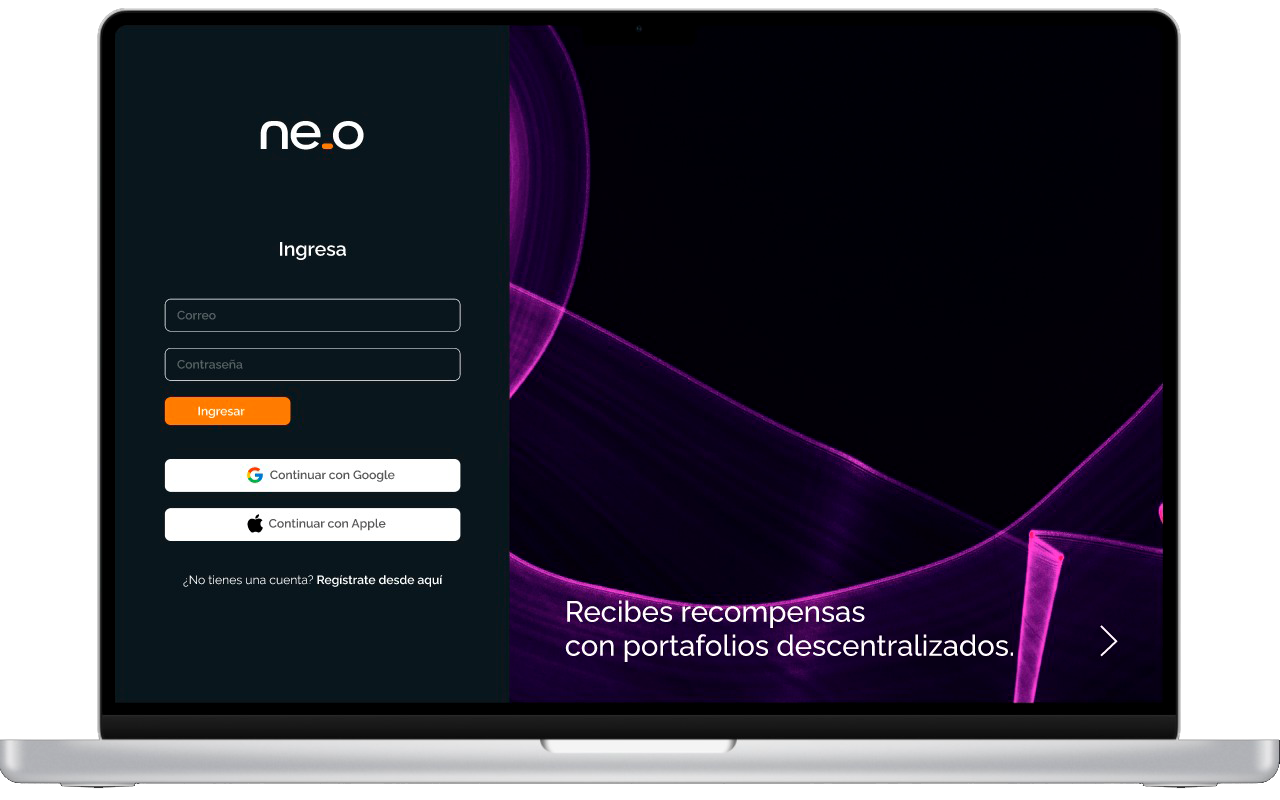 ne_o
Ingresa
Correo
Contraseña
Ingresar
Continuar con Google
Continuar con Apple
¿No tienes una cuenta? Regístrate desde aquí
Recibes recompensas
con portafolios descentralizados.